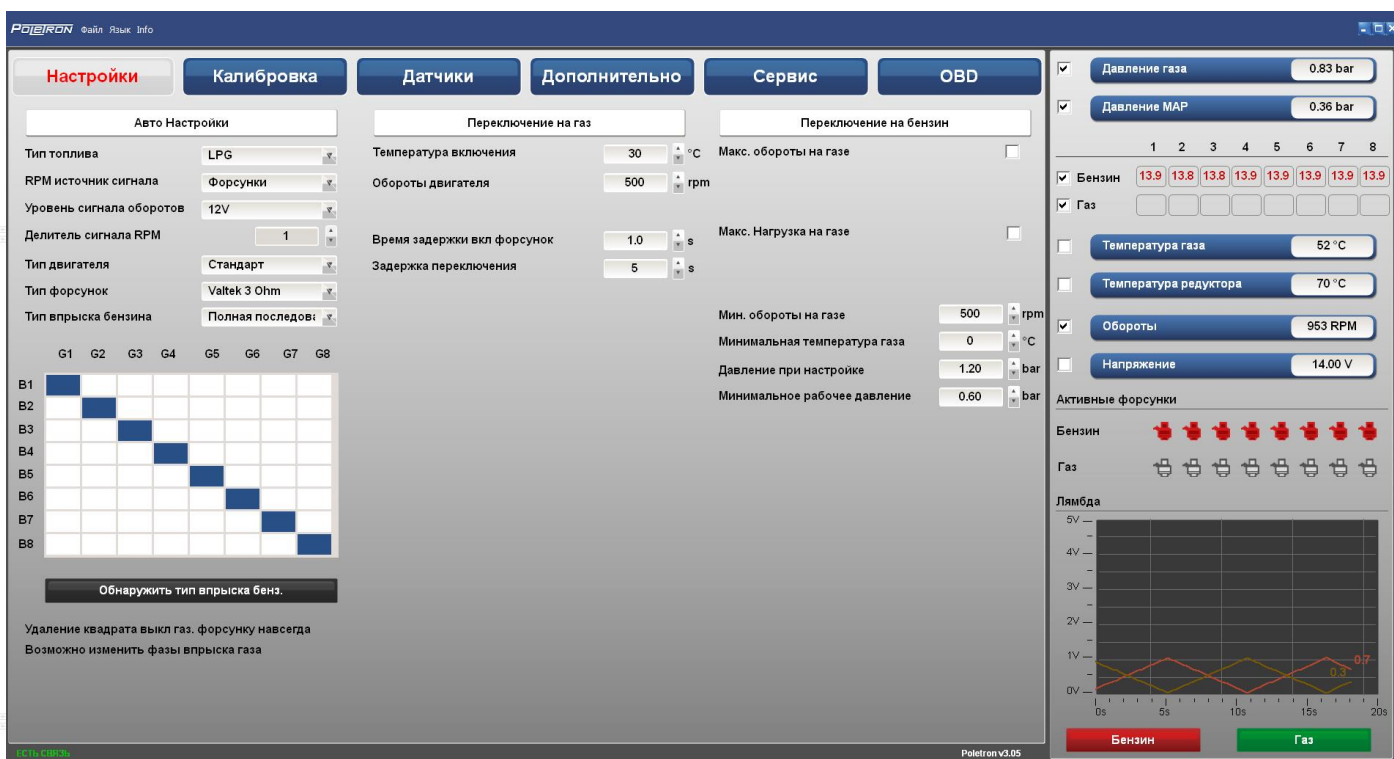 POLETRON Файл Язык Info
Настройки Калибровка Датчики Дополнительно Сервис OBD
Авто Настройки
Тип топлива LPG
RPM источник сигнала Форсунки
Уровень сигнала оборотов 12V
Делитель сигнала RPM 1
Тип двигателя Стандарт
Тип форсунок Valtek 3 Ohm
Тип впрыска бензина Полная последов
G1 G2 G3 G4 G5 G6 G7 G8
B1
B2
B3
B4
B5
B6
B7
B8
Обнаружить тип впрыска бенз.
Удаление квадрата выкл газ. форсунку навсегда
Возможно изменить фазы впрыска газа
Переключение на газ
Температура включения 30 °C
Обороты двигателя 500 rpm
Время задержки вкл форсунок 1.0 s
Задержка переключения 5 s
Переключение на бензин
Макс. обороты на газе
Макс. Нагрузка на газе
Мин. обороты на газе 500 rpm
Минимальная температура газа 0 °C
Давление при настройке 1.20 bar
Минимальное рабочее давление 0.60 bar
Давление газа 0.83 bar
Давление MAP 0.36 bar
1 2 3 4 5 6 7 8
Бензин 13.9 13.8 13.8 13.9 13.9 13.9 13.9 13.9
Газ
Температура газа 52 °C
Температура редуктора 70 °C
Обороты 953 RPM
Напряжение 14.00 V
Активные форсунки
Бензин
Газ
Лямбда
5V
4V
3V
2V
1V
0V
0.7
0.3
0s 5s 10s 15s 20s
Бензин Газ
ЕСТЬ СВЯЗЬ
Poletron v3.05